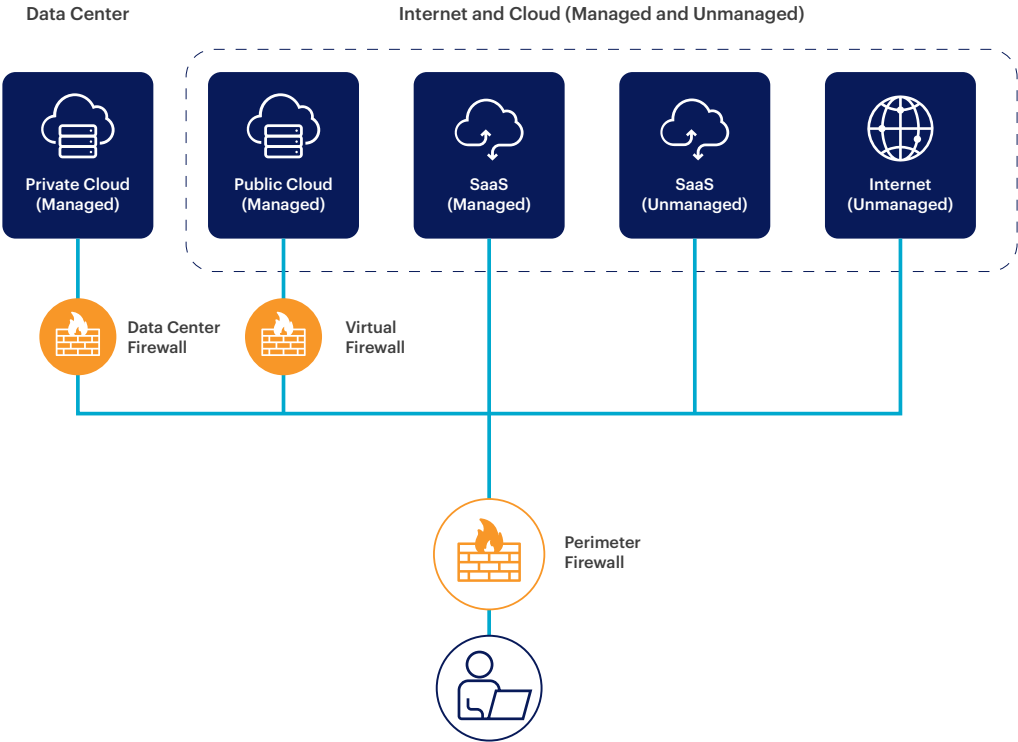 Data Center
Internet and Cloud (Managed and Unmanaged)
Private Cloud
(Managed)
Public Cloud
(Managed)
SaaS
(Managed)
SaaS
(Unmanaged)
Internet
(Unmanaged)
Data Center
Firewall
Virtual
Firewall
Perimeter
Firewall